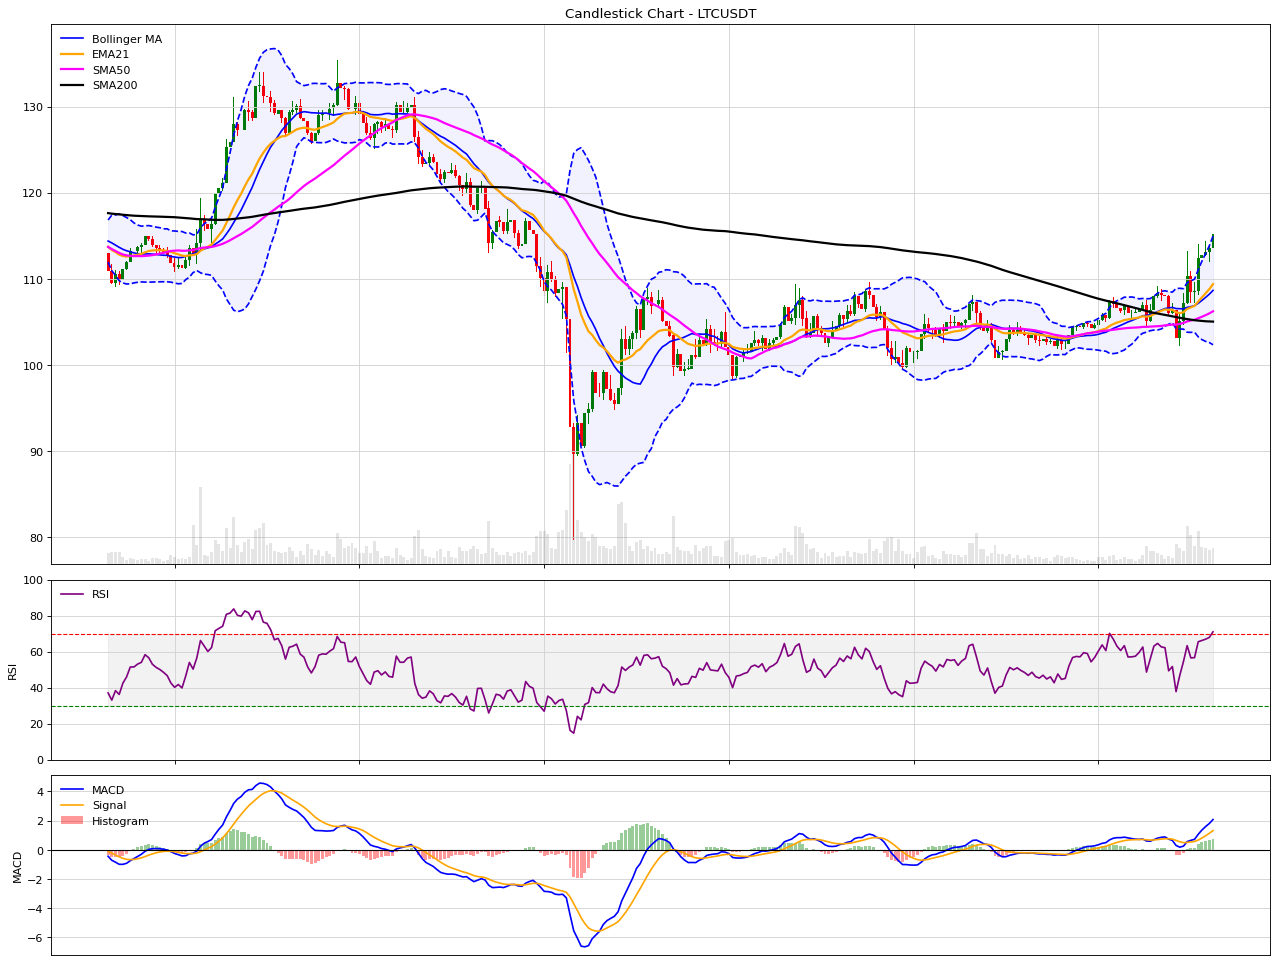 Candlestick Chart - LTCUSDT
Bollinger MA
EMA21
SMA50
SMA200
130
120
110
100
90
80
100
RSI
80
60
RSI
40
20
0
MACD
4
Signal
2
Histogram
0
MACD
−2
−4
−6